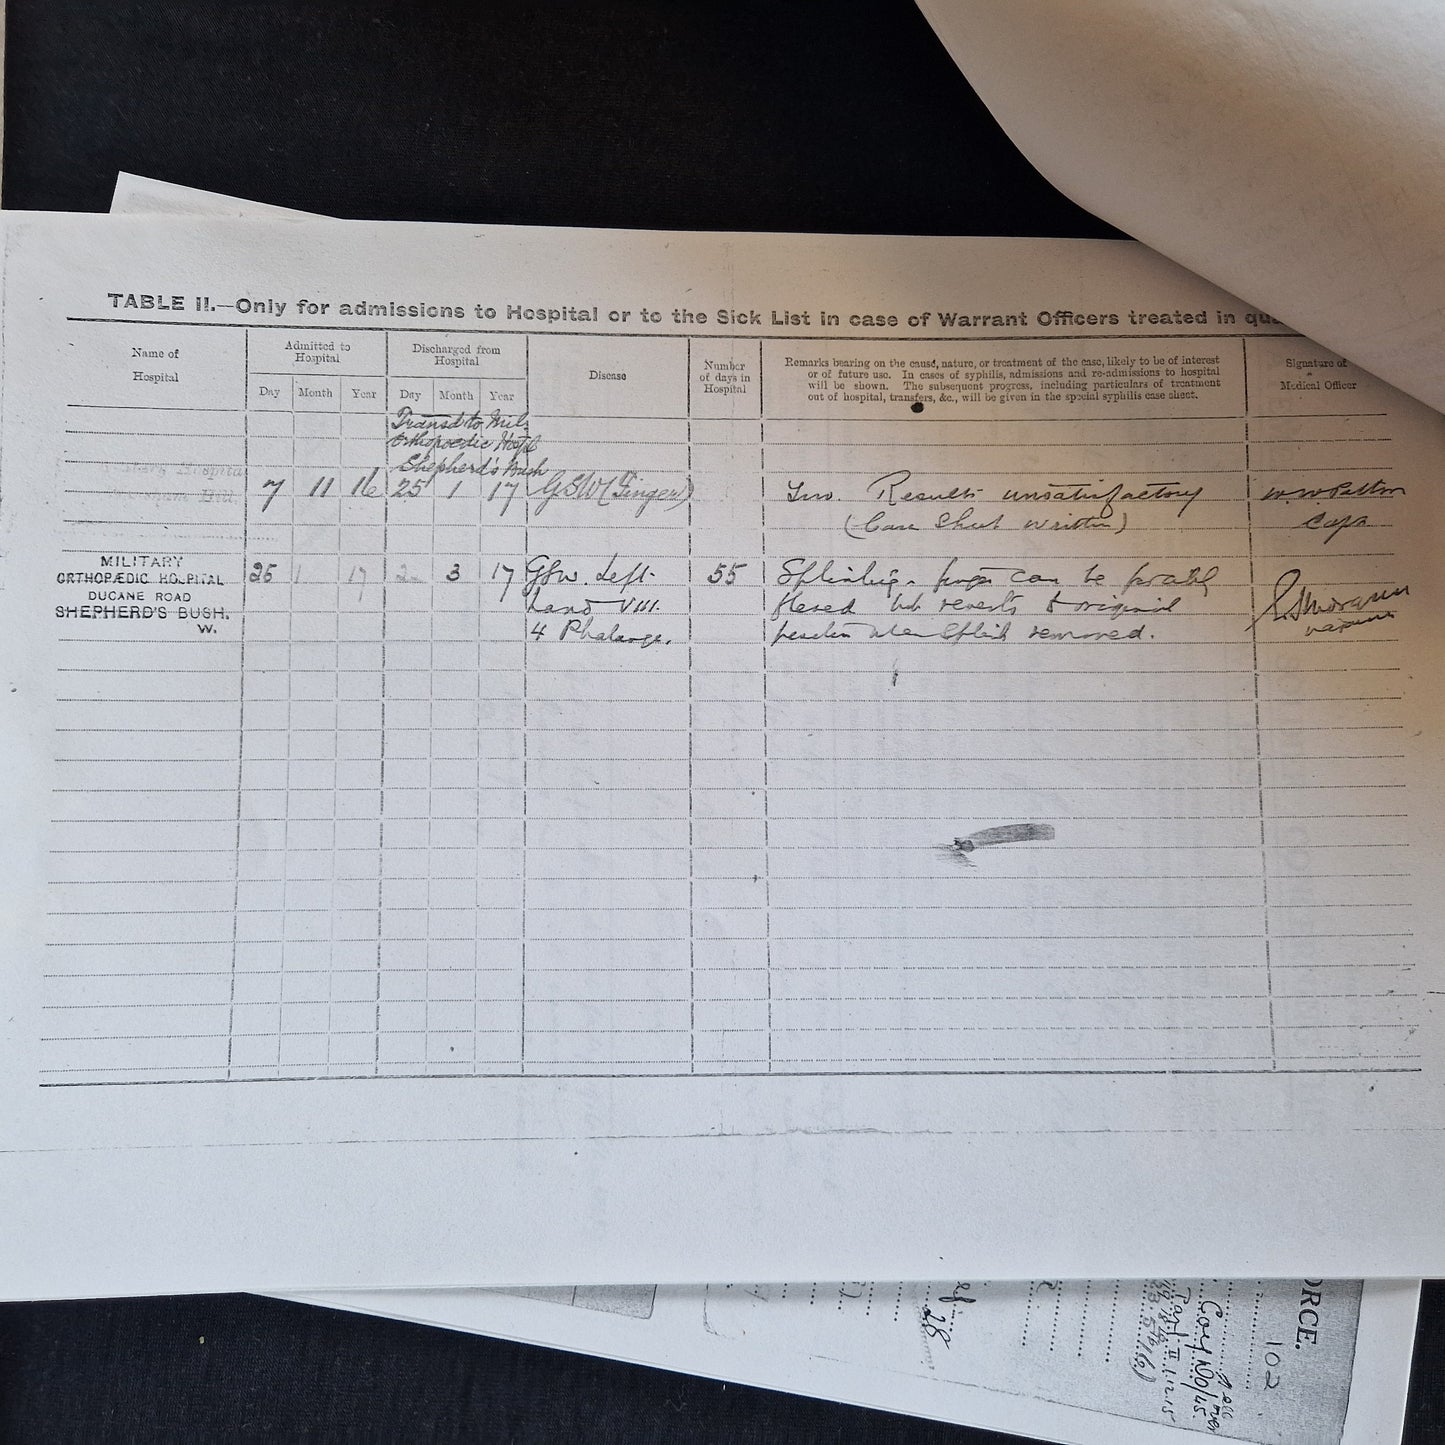 TABLE II.—Only for admissions to Hospital or to the Sick List in case of Warrant Officers treated in
Name of
Hospital
Admitted to
Hospital
Day Month Year
Discharged from
Hospital
Day Month Year
Disease
Number
of days in
Hospital
Remarks bearing on the cause, nature, or treatment of the case, likely to be of interest
or of future use. In cases of syphilis, admissions and re-admissions to hospital
will be shown. The subsequent progress, including particulars of treatment
out of hospital, transfers, &c., will be given in the special syphilis case sheet.
Signature of
Medical Officer
Transd to Mil.
Orthopaedic Hospl
Shepherd's Bush
Hospital
7 11 16 25 1 17 GSW (Finger) Results unsatisfactory
(Case Sheet written)
Capt
MILITARY
ORTHOPÆDIC HOSPITAL
DUCANE ROAD
SHEPHERD'S BUSH.
W.
25 1 17 2 3 17 GSW. Left
hand VIII.
4 Phalange.
55
Splinting. can be
flexed but reverts to original
position when splint removed.
ORCE.
102
28